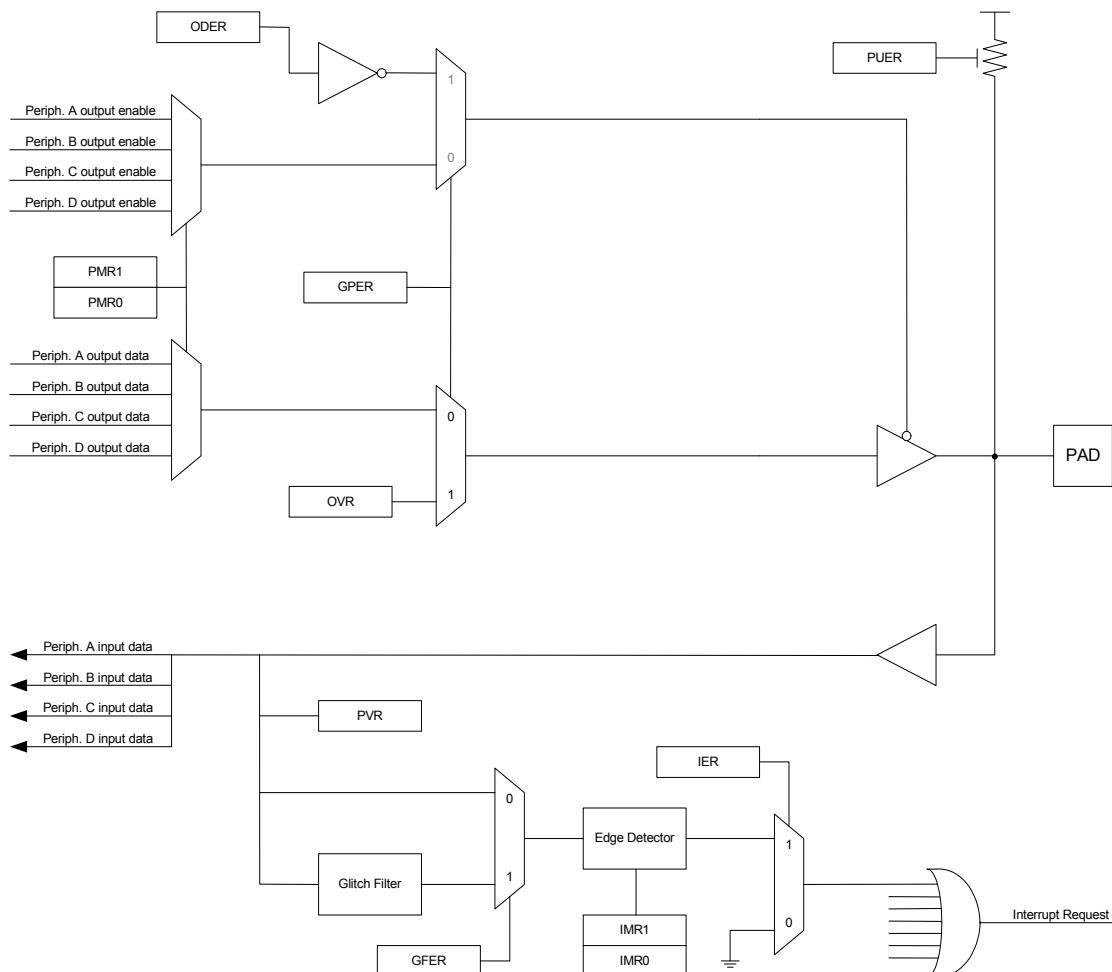 ODER
PUER
1
Periph. A output enable
Periph. B output enable
0
Periph. C output enable
Periph. D output enable
PMR1
GPER
PMR0
Periph. A output data
Periph. B output data
0
Periph. C output data
Periph. D output data
PAD
OVR
1
Periph. A input data
Periph. B input data
Periph. C input data
PVR
Periph. D input data
IER
0
Edge Detector
1
Glitch Filter
1
0
Interrupt Request
IMR1
GFER
IMR0